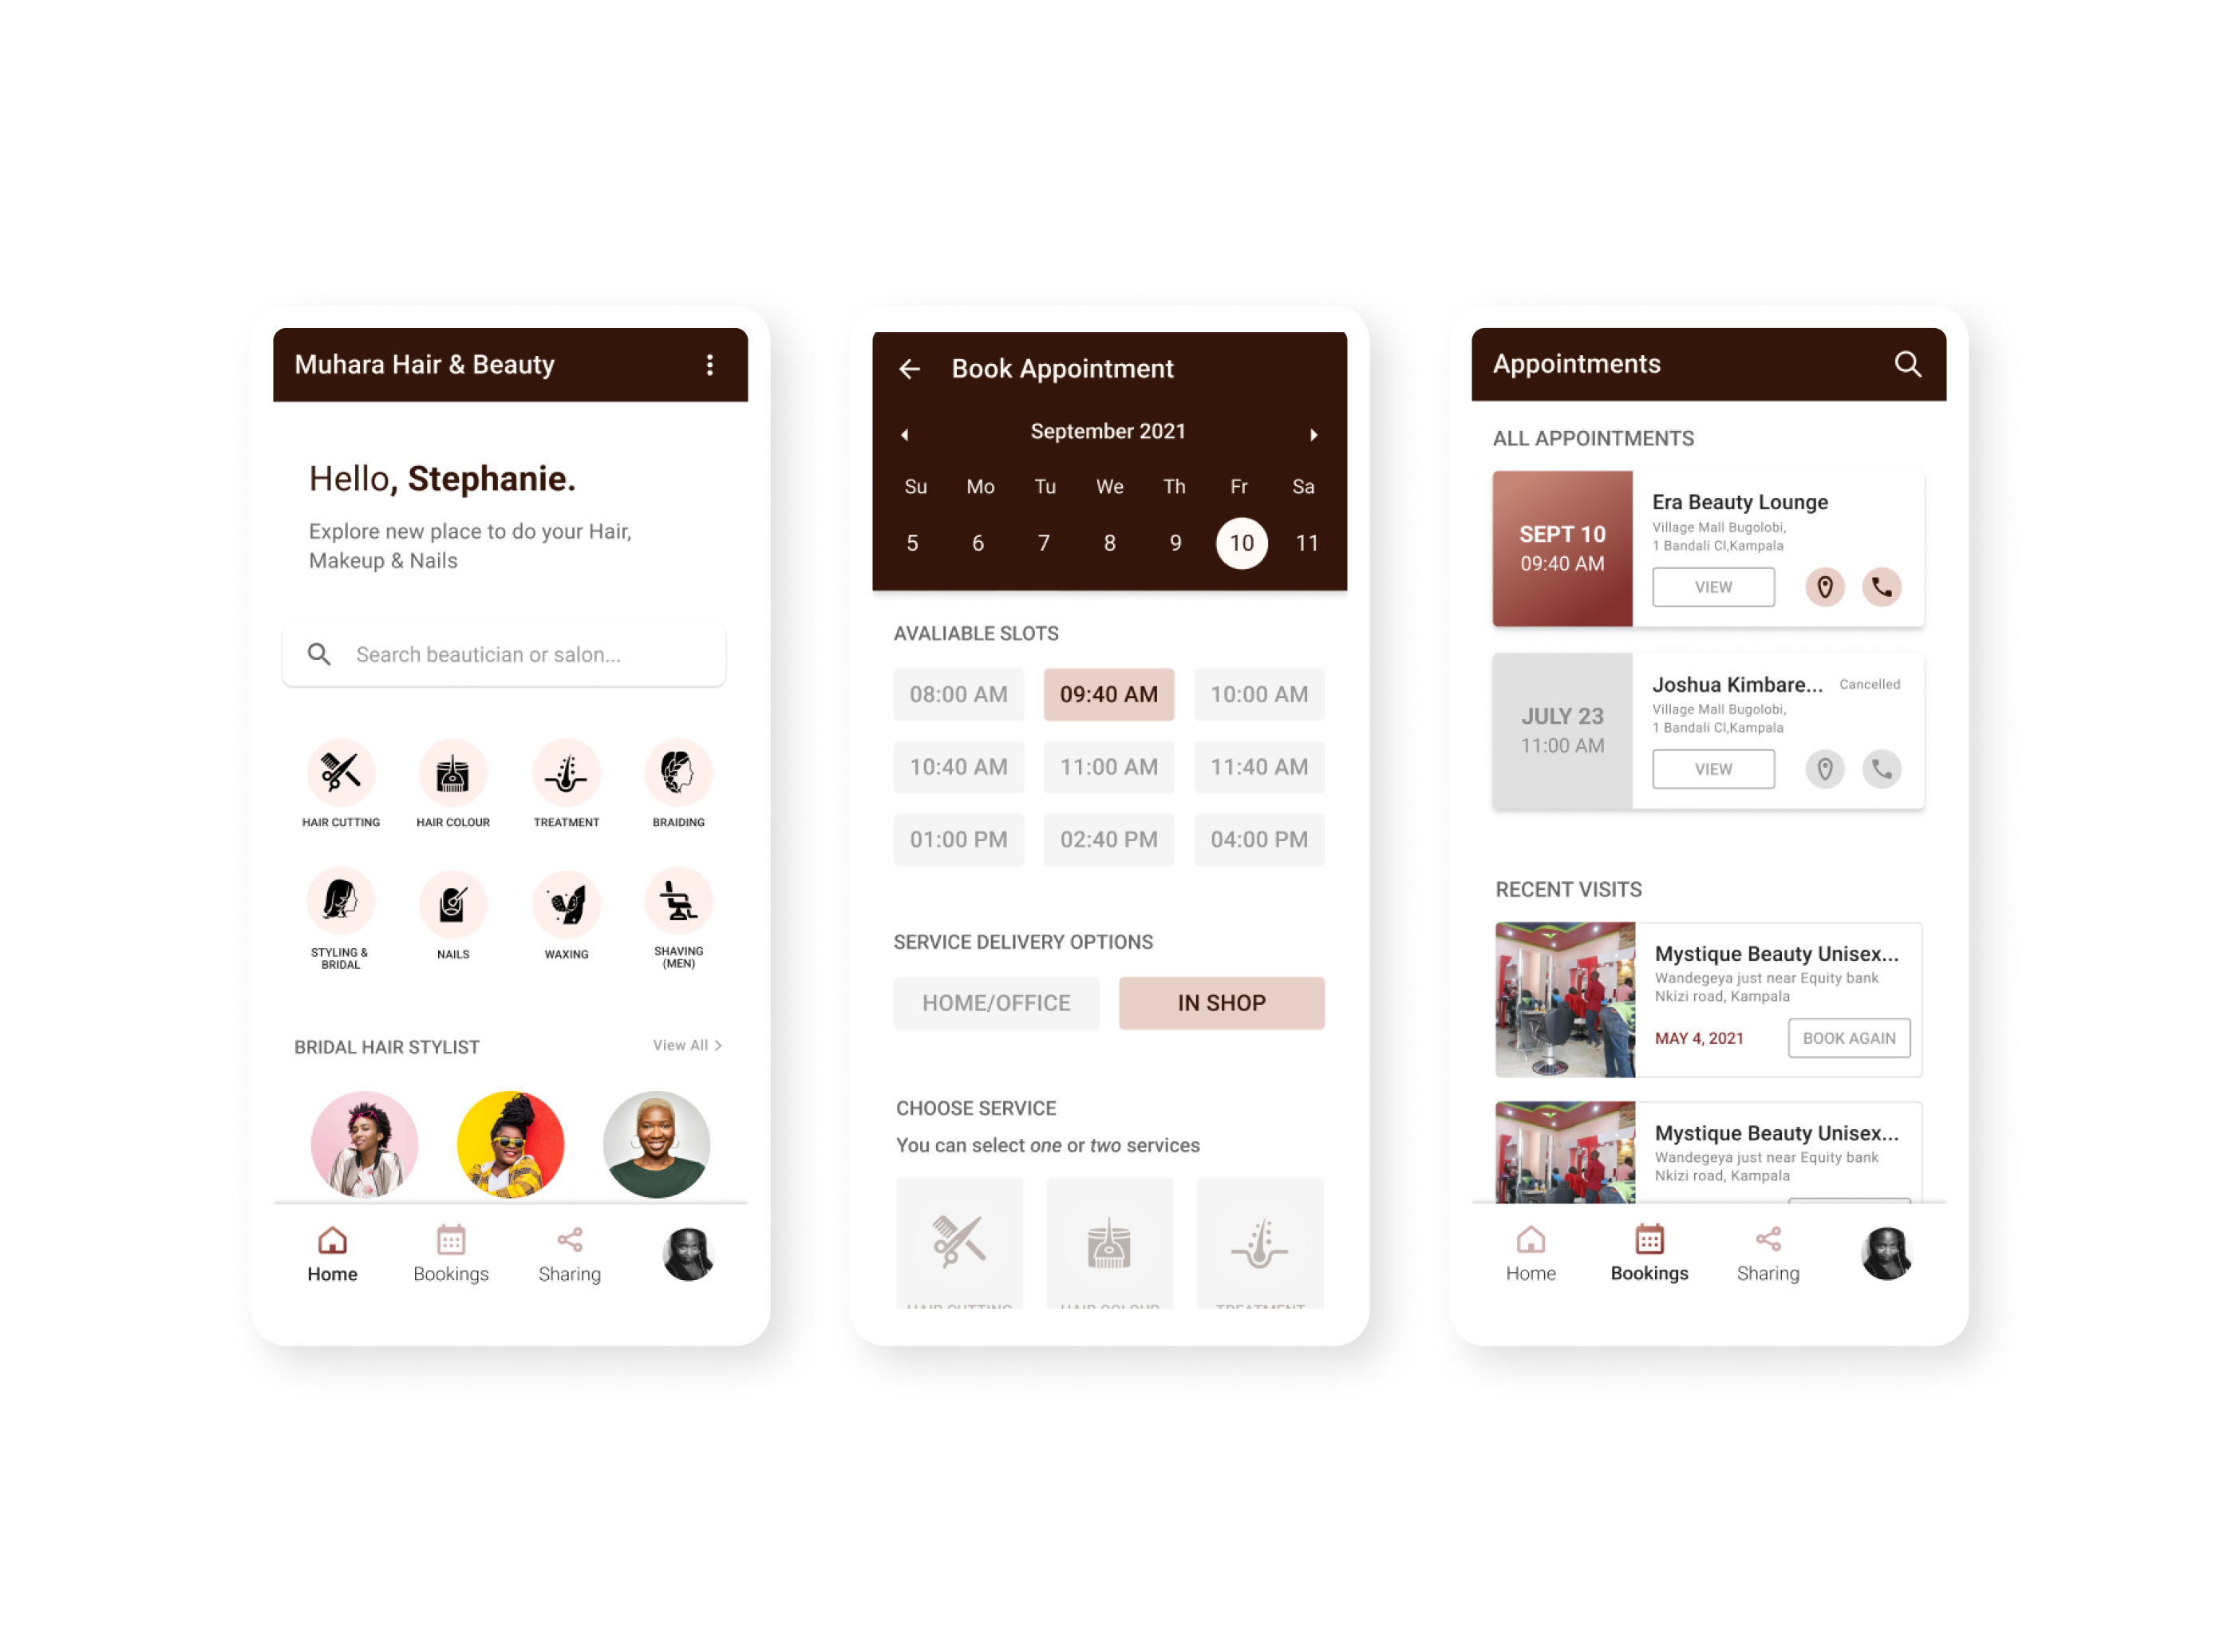 Muhara Hair & Beauty
Hello, Stephanie.
Explore new place to do your Hair,
Makeup & Nails
Search beautician or salon...
HAIR CUTTING
HAIR COLOUR
TREATMENT
BRAIDING
STYLING &
BRIDAL
NAILS
WAXING
SHAVING
(MEN)
BRIDAL HAIR STYLIST
View All >
Home
Bookings
Sharing
Book Appointment
September 2021
Su Mo Tu We Th Fr Sa
5 6 7 8 9 10 11
AVALIABLE SLOTS
08:00 AM 09:40 AM 10:00 AM
10:40 AM 11:00 AM 11:40 AM
01:00 PM 02:40 PM 04:00 PM
SERVICE DELIVERY OPTIONS
HOME/OFFICE IN SHOP
CHOOSE SERVICE
You can select one or two services
HAIR CUTTING HAIR COLOUR TREATMENT
Appointments
ALL APPOINTMENTS
SEPT 10
09:40 AM
Era Beauty Lounge
Village Mall Bugolobi,
1 Bandali Cl,Kampala
VIEW
JULY 23
11:00 AM
Joshua Kimbare... Cancelled
Village Mall Bugolobi,
1 Bandali Cl,Kampala
VIEW
RECENT VISITS
Mystique Beauty Unisex...
Wandegeya just near Equity bank
Nkizi road, Kampala
MAY 4, 2021
BOOK AGAIN
Mystique Beauty Unisex...
Wandegeya just near Equity bank
Nkizi road, Kampala
Home
Bookings
Sharing